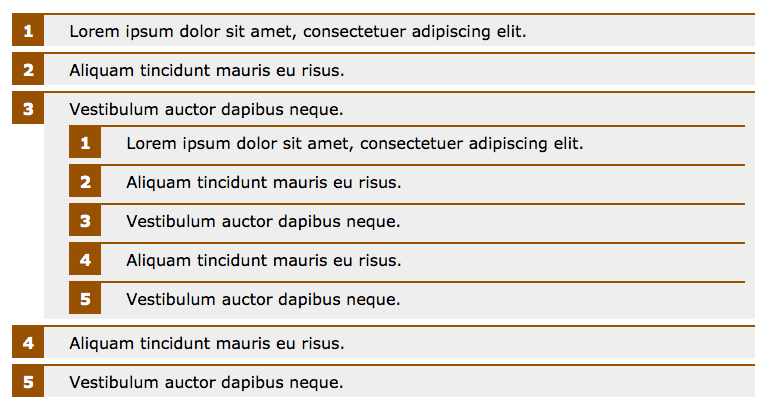 1 Lorem ipsum dolor sit amet, consectetuer adipiscing elit.
2 Aliquam tincidunt mauris eu risus.
3 Vestibulum auctor dapibus neque.
1 Lorem ipsum dolor sit amet, consectetuer adipiscing elit.
2 Aliquam tincidunt mauris eu risus.
3 Vestibulum auctor dapibus neque.
4 Aliquam tincidunt mauris eu risus.
5 Vestibulum auctor dapibus neque.
4 Aliquam tincidunt mauris eu risus.
5 Vestibulum auctor dapibus neque.